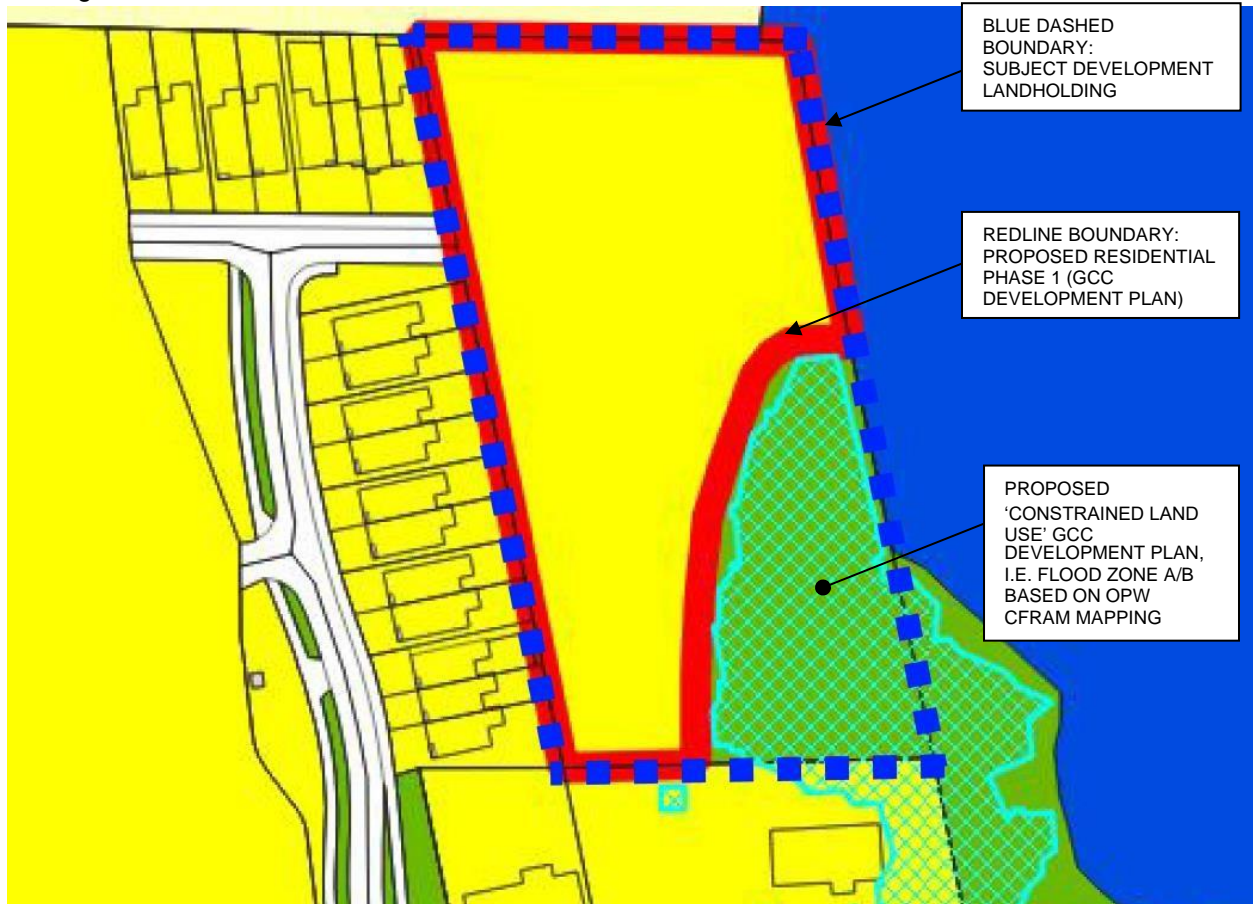 BLUE DASHED
BOUNDARY:
SUBJECT DEVELOPMENT
LANDHOLDING
REDLINE BOUNDARY:
PROPOSED RESIDENTIAL
PHASE 1 (GCC
DEVELOPMENT PLAN)
PROPOSED
‘CONSTRAINED LAND
USE’ GCC
DEVELOPMENT PLAN,
I.E. FLOOD ZONE A/B
BASED ON OPW
CFRAM MAPPING